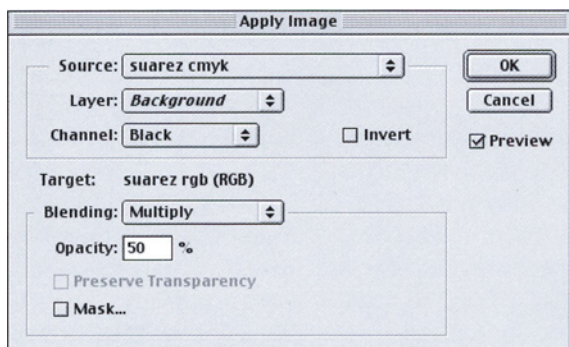 Apply Image
Source: suarez cmyk
OK
Layer: Background
Cancel
Channel: Black
Invert
Preview
Target: suarez rgb (RGB)
Blending: Multiply
Opacity: 50 %
Preserve Transparency
Mask...